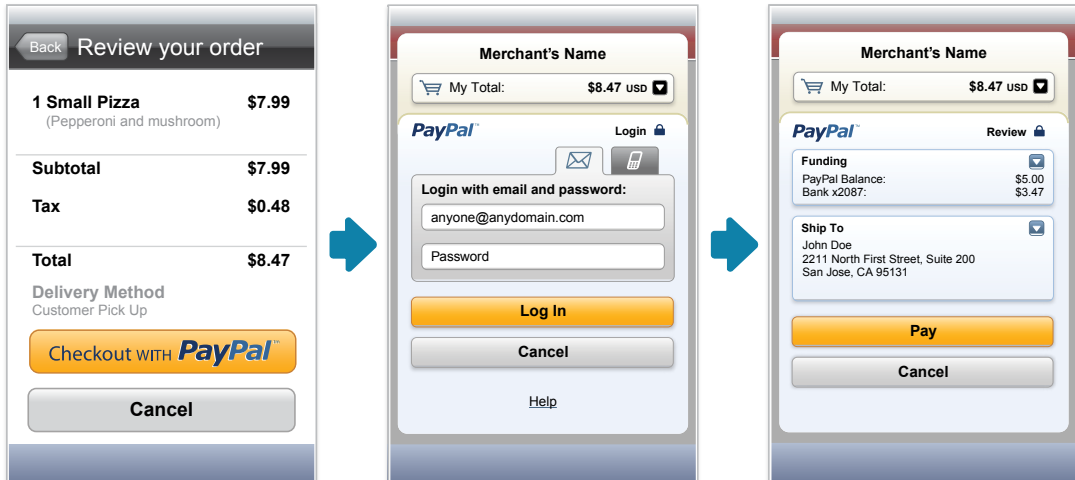 Back Review your order
1 Small Pizza $7.99
(Pepperoni and mushroom)
Subtotal $7.99
Tax $0.48
Total $8.47
Delivery Method
Customer Pick Up
Checkout WITH PayPal™
Cancel
Merchant's Name
My Total: $8.47 USD
PayPal™ Login
Login with email and password:
anyone@anydomain.com
Password
Log In
Cancel
Help
Merchant's Name
My Total: $8.47 USD
PayPal™ Review
Funding
PayPal Balance: $5.00
Bank x2087: $3.47
Ship To
John Doe
2211 North First Street, Suite 200
San Jose, CA 95131
Pay
Cancel